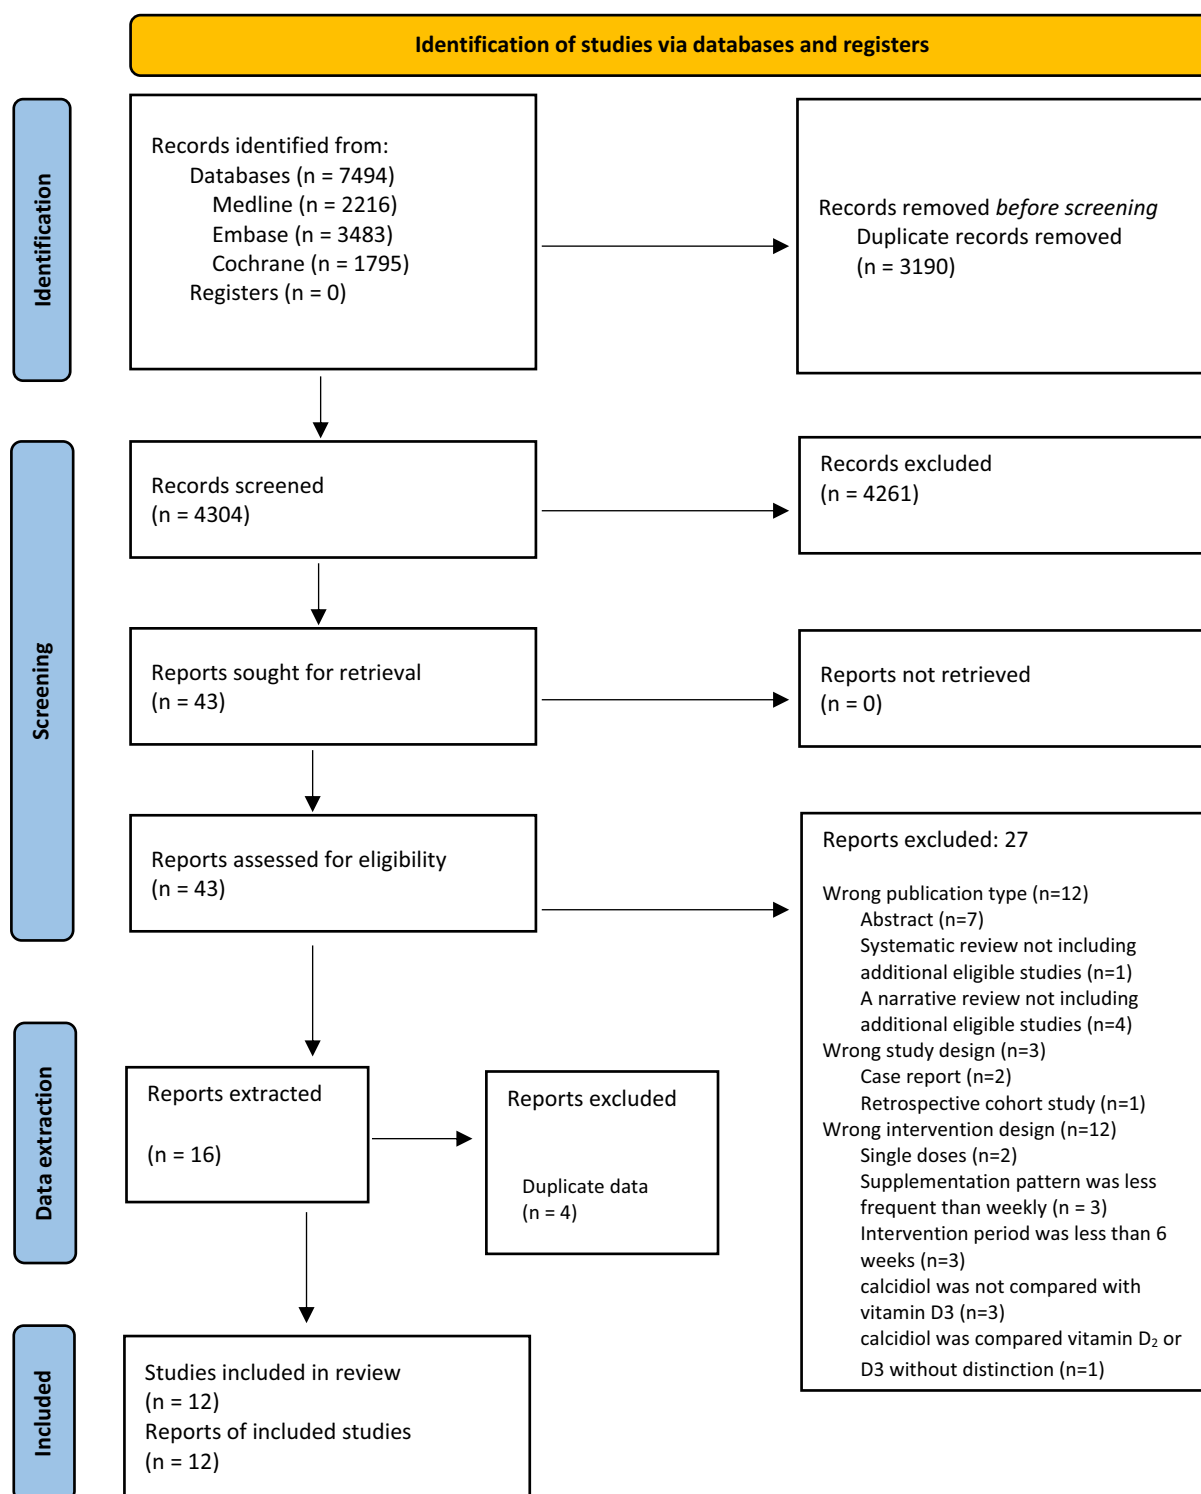 Identification of studies via databases and registers
Identification
Records identified from:
Databases (n = 7494)
Medline (n = 2216)
Embase (n = 3483)
Cochrane (n = 1795)
Registers (n = 0)
Records removed before screening
Duplicate records removed
(n = 3190)
Screening
Records screened
(n = 4304)
Records excluded
(n = 4261)
Reports sought for retrieval
(n = 43)
Reports not retrieved
(n = 0)
Reports assessed for eligibility
(n = 43)
Reports excluded: 27
Wrong publication type (n=12)
Abstract (n=7)
Systematic review not including
additional eligible studies (n=1)
A narrative review not including
additional eligible studies (n=4)
Wrong study design (n=3)
Case report (n=2)
Retrospective cohort study (n=1)
Wrong intervention design (n=12)
Single doses (n=2)
Supplementation pattern was less
frequent than weekly (n = 3)
Intervention period was less than 6
weeks (n=3)
calcidiol was not compared with
vitamin D3 (n=3)
calcidiol was compared vitamin D₂ or
D3 without distinction (n=1)
Data extraction
Reports extracted
(n = 16)
Reports excluded
Duplicate data
(n = 4)
Included
Studies included in review
(n = 12)
Reports of included studies
(n = 12)